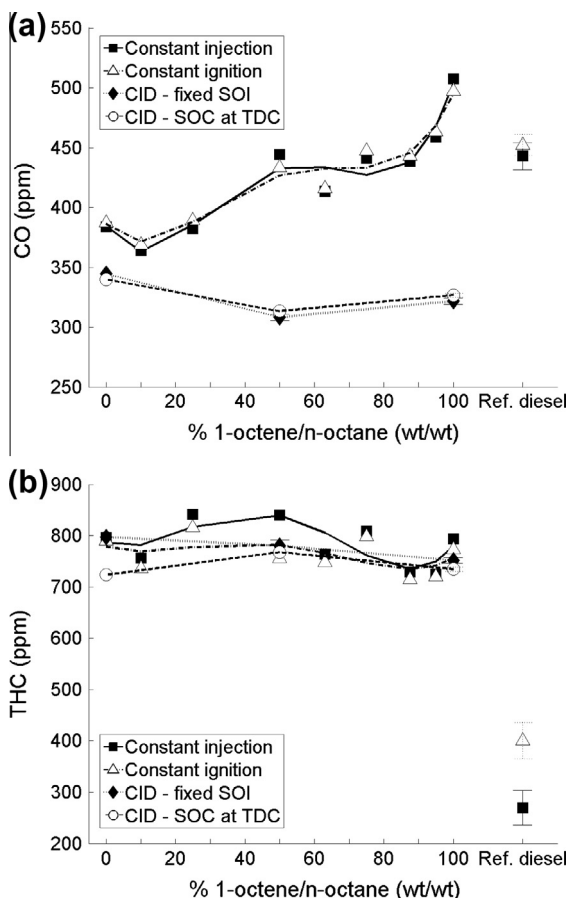 (a)
550
500
450
400
350
300
250
CO (ppm)
Constant injection
Constant ignition
CID - fixed SOI
CID - SOC at TDC
0 20 40 60 80 100 Ref. diesel
% 1-octene/n-octane (wt/wt)
(b)
900
800
700
600
500
400
300
200
THC (ppm)
Constant injection
Constant ignition
CID - fixed SOI
CID - SOC at TDC
0 20 40 60 80 100 Ref. diesel
% 1-octene/n-octane (wt/wt)